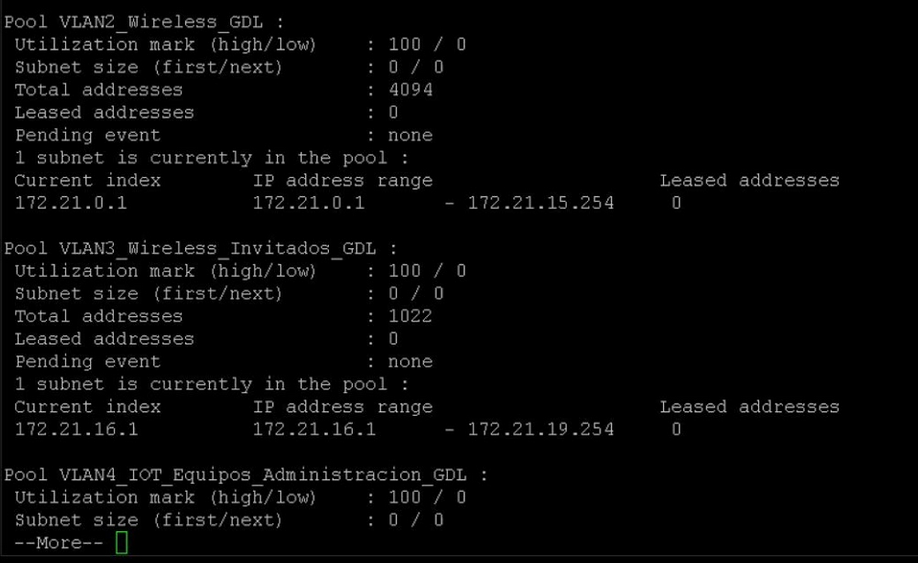 Pool VLAN2_Wireless_GDL :
Utilization mark (high/low) : 100 / 0
Subnet size (first/next) : 0 / 0
Total addresses : 4094
Leased addresses : 0
Pending event : none
1 subnet is currently in the pool :
Current index IP address range Leased addresses
172.21.0.1 172.21.0.1 - 172.21.15.254 0
Pool VLAN3_Wireless_Invitados_GDL :
Utilization mark (high/low) : 100 / 0
Subnet size (first/next) : 0 / 0
Total addresses : 1022
Leased addresses : 0
Pending event : none
1 subnet is currently in the pool :
Current index IP address range Leased addresses
172.21.16.1 172.21.16.1 - 172.21.19.254 0
Pool VLAN4_IOT_Equipos_Administracion_GDL :
Utilization mark (high/low) : 100 / 0
Subnet size (first/next) : 0 / 0
--More--